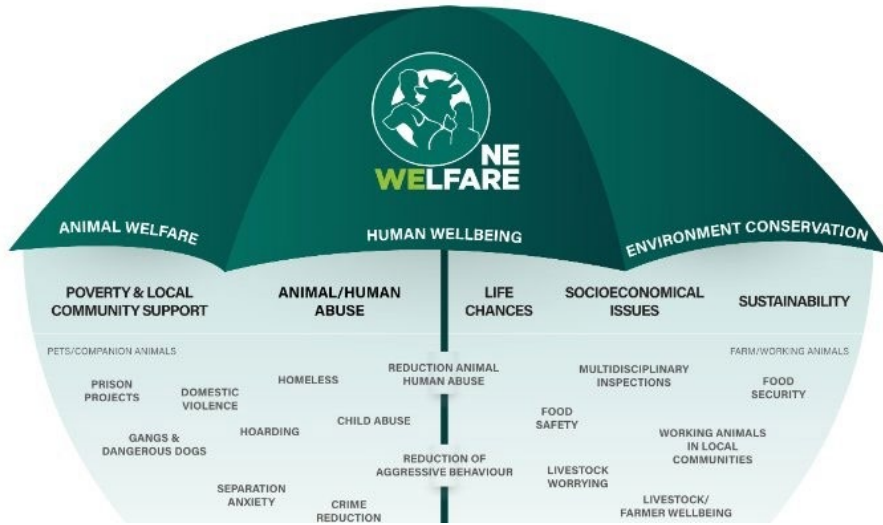 NE
WELFARE
ANIMAL WELFARE
HUMAN WELLBEING
ENVIRONMENT CONSERVATION
POVERTY & LOCAL
COMMUNITY SUPPORT
ANIMAL/HUMAN
ABUSE
LIFE
CHANCES
SOCIOECONOMICAL
ISSUES
SUSTAINABILITY
PETS/COMPANION ANIMALS
FARM/WORKING ANIMALS
PRISON
PROJECTS
DOMESTIC
VIOLENCE
HOMELESS
REDUCTION ANIMAL
HUMAN ABUSE
MULTIDISCIPLINARY
INSPECTIONS
FOOD
SECURITY
GANGS &
DANGEROUS DOGS
HOARDING
CHILD ABUSE
FOOD
SAFETY
WORKING ANIMALS
IN LOCAL
COMMUNITIES
REDUCTION OF
AGGRESSIVE BEHAVIOUR
LIVESTOCK
WORRYING
SEPARATION
ANXIETY
CRIME
REDUCTION
LIVESTOCK/
FARMER WELLBEING